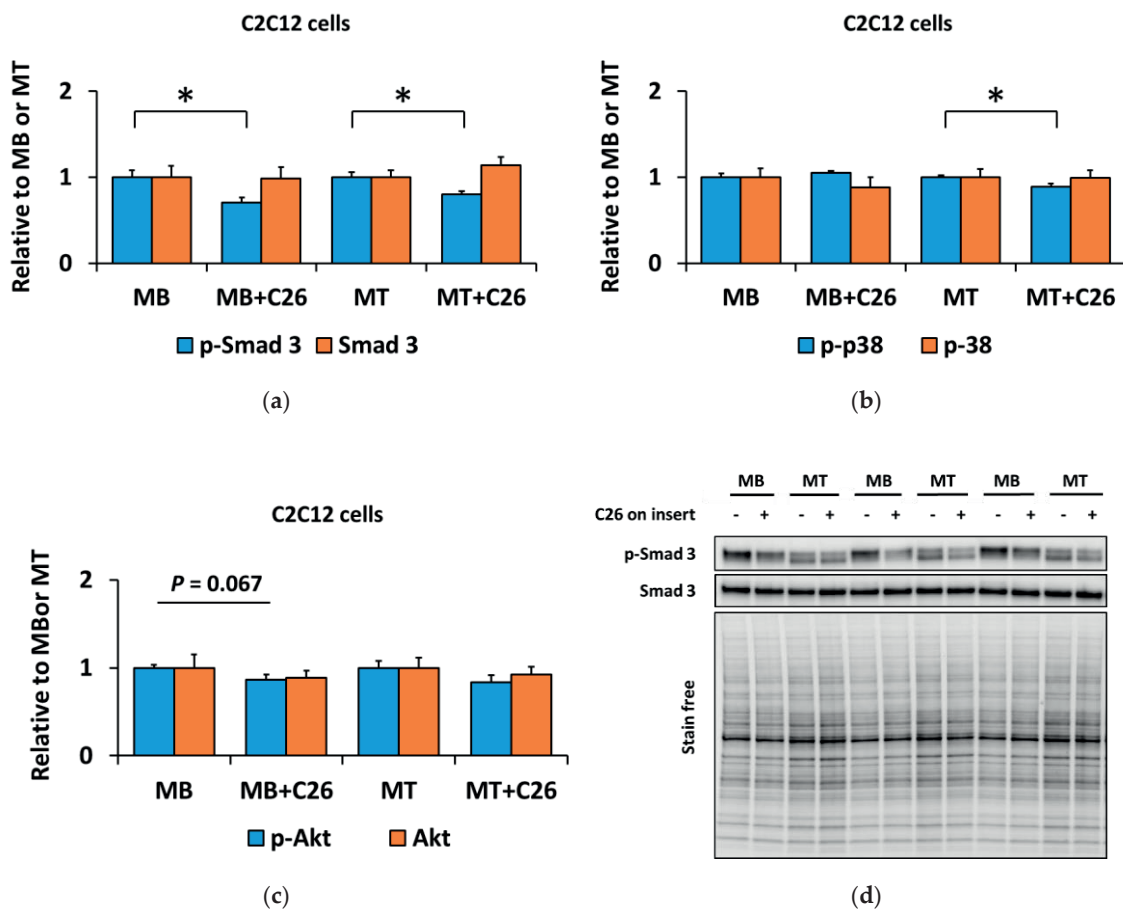 C2C12 cells
Relative to MB or MT
2
1
0
* *
MB MB+C26 MT MT+C26
p-Smad 3 Smad 3
(a)
C2C12 cells
Relative to MB or MT
2
1
0
*
MB MB+C26 MT MT+C26
p-p38 p-38
(b)
C2C12 cells
Relative to MBor MT
2
1
0
P = 0.067
MB MB+C26 MT MT+C26
p-Akt Akt
(c)
MB MT MB MT MB MT
C26 on insert - + - + - + - + - + - +
p-Smad 3
Smad 3
Stain free
(d)